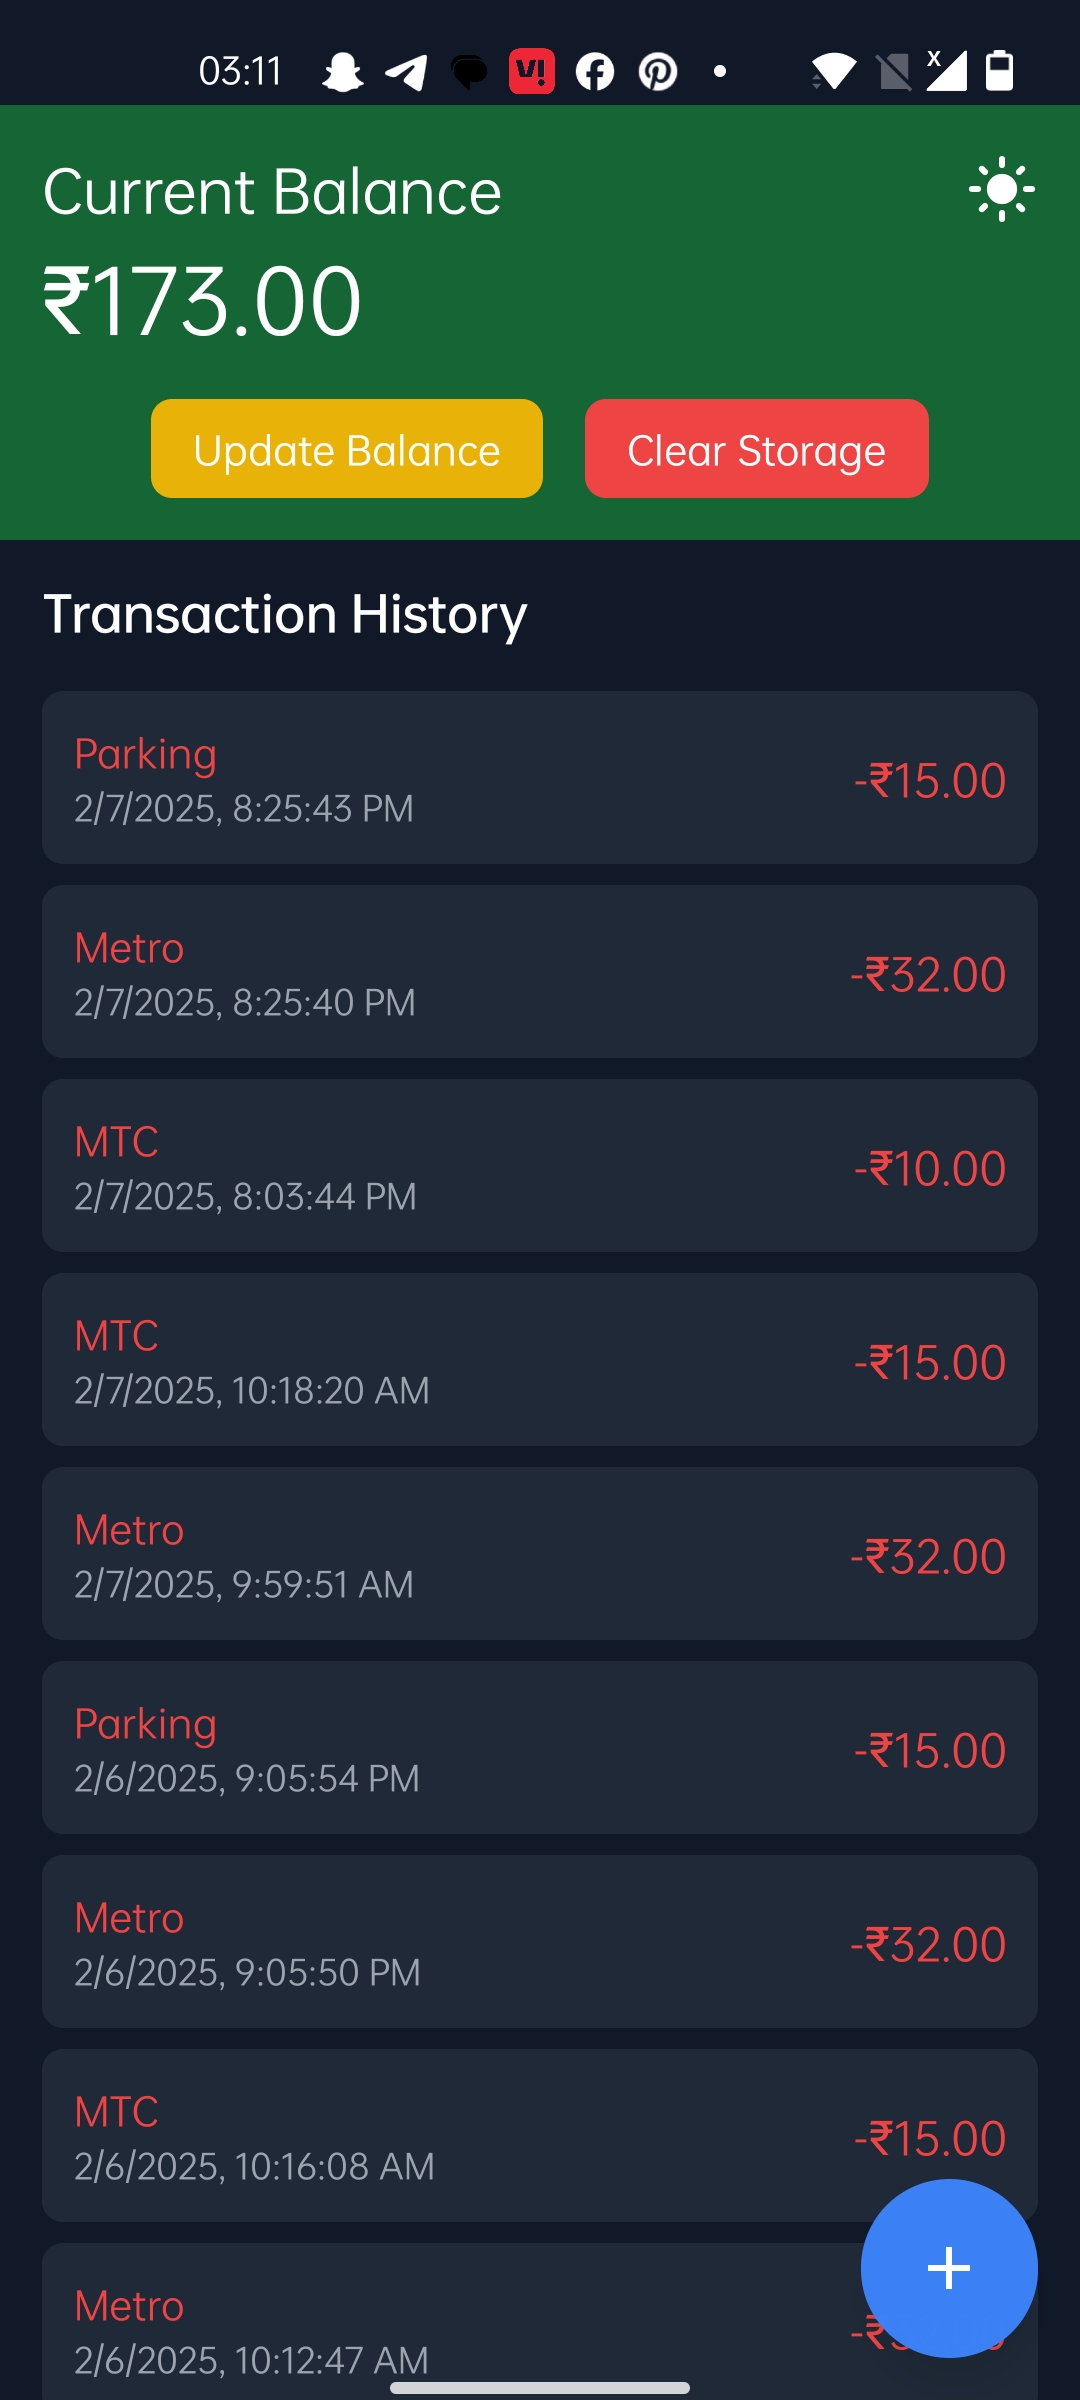 03:11
Current Balance
₹173.00
Update Balance
Clear Storage
Transaction History
Parking
2/7/2025, 8:25:43 PM
-₹15.00
Metro
2/7/2025, 8:25:40 PM
-₹32.00
MTC
2/7/2025, 8:03:44 PM
-₹10.00
MTC
2/7/2025, 10:18:20 AM
-₹15.00
Metro
2/7/2025, 9:59:51 AM
-₹32.00
Parking
2/6/2025, 9:05:54 PM
-₹15.00
Metro
2/6/2025, 9:05:50 PM
-₹32.00
MTC
2/6/2025, 10:16:08 AM
-₹15.00
Metro
2/6/2025, 10:12:47 AM